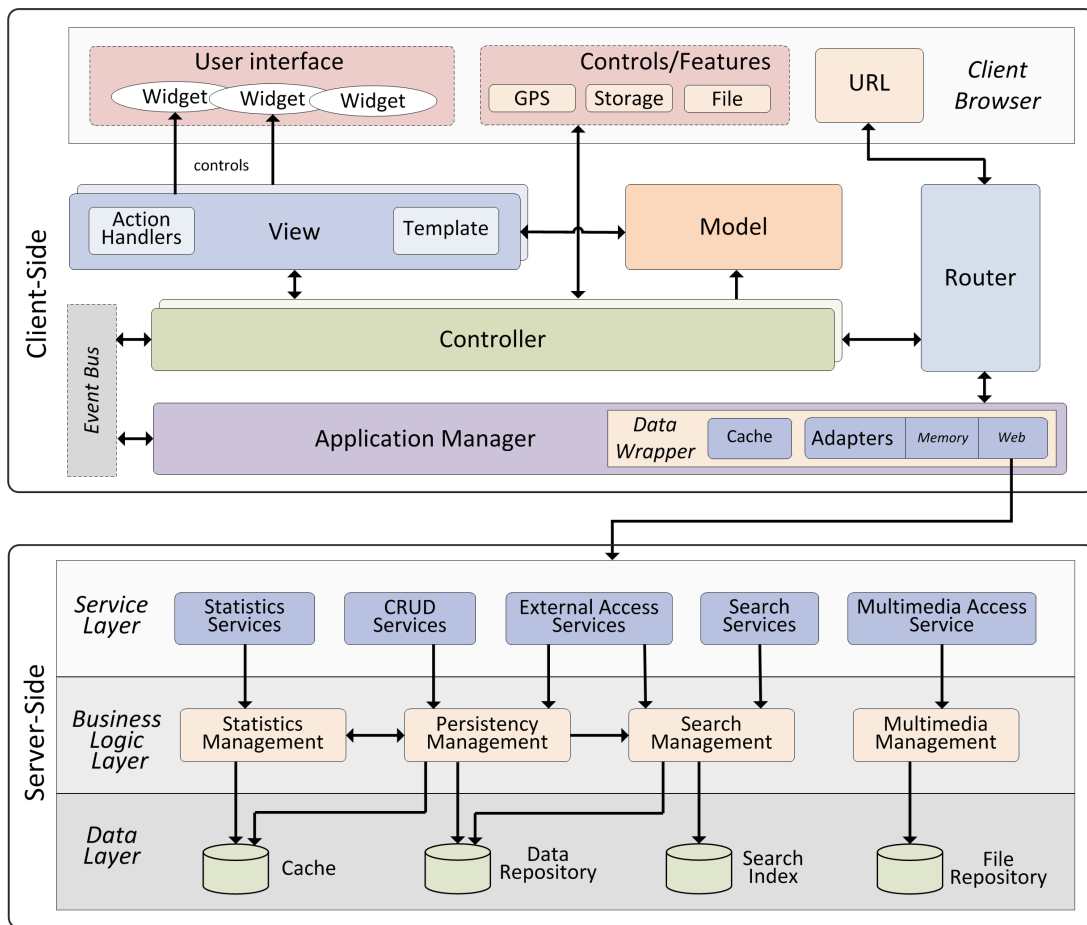 User interface
Widget
Widget
Widget
Controls/Features
GPS
Storage
File
URL
Client
Browser
controls
Client-Side
Action
Handlers
View
Template
Model
Router
Controller
Event Bus
Application Manager
Data
Wrapper
Cache
Adapters
Memory
Web
Server-Side
Service
Layer
Statistics
Services
CRUD
Services
External Access
Services
Search
Services
Multimedia Access
Service
Business
Logic
Layer
Statistics
Management
Persistency
Management
Search
Management
Multimedia
Management
Data
Layer
Cache
Data
Repository
Search
Index
File
Repository